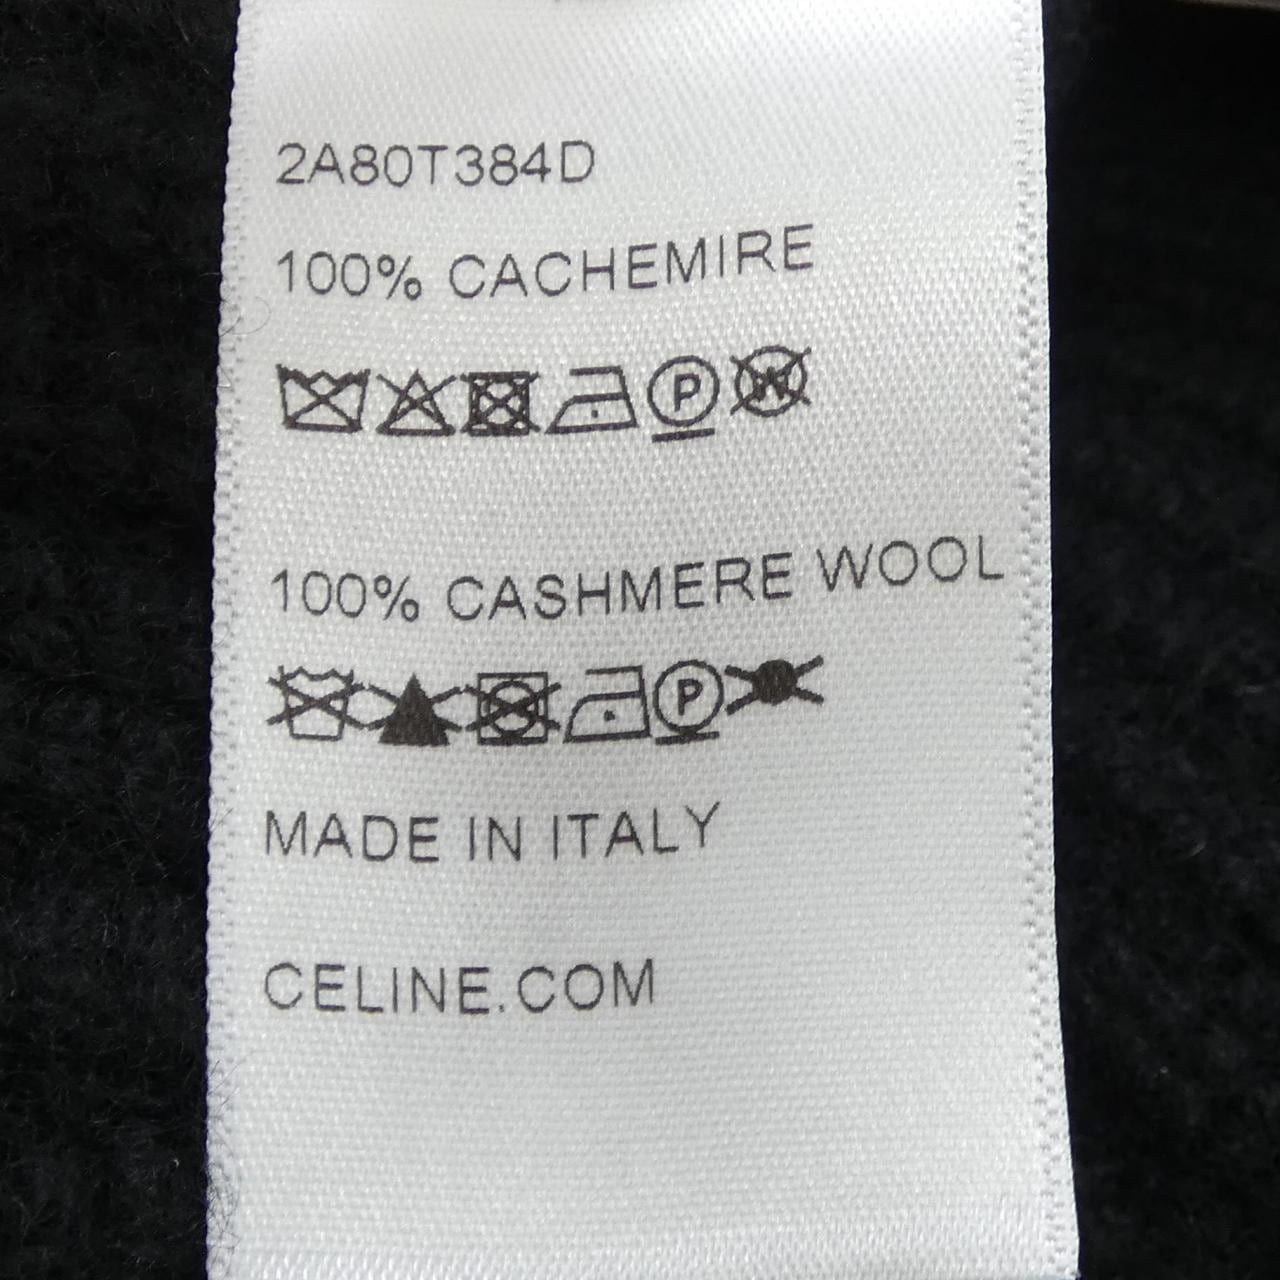 2A80T384D
100% CACHEMIRE
P W
100% CASHMERE WOOL
P
MADE IN ITALY
CELINE.COM